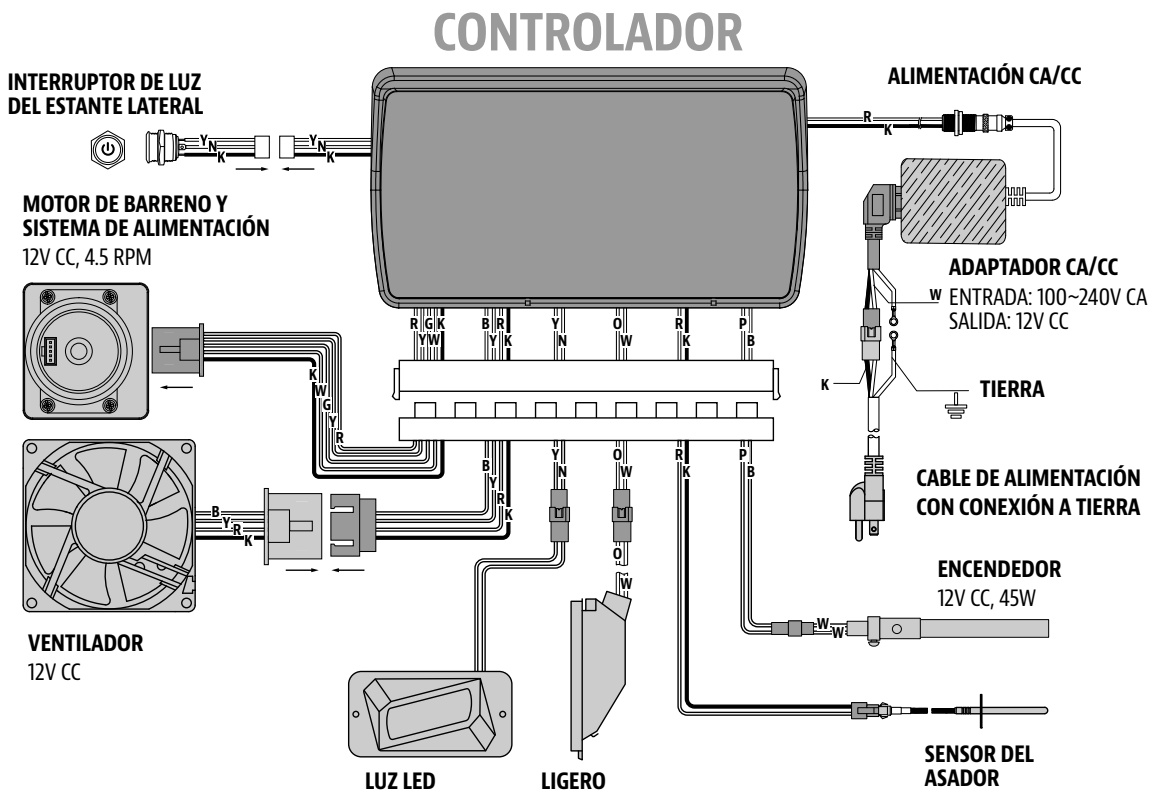 CONTROLADOR
INTERRUPTOR DE LUZ
DEL ESTANTE LATERAL
Y
N
K
Y
N
K
ALIMENTACIÓN CA/CC
R
K
MOTOR DE BARRENO Y
SISTEMA DE ALIMENTACIÓN
12V CC, 4.5 RPM
ADAPTADOR CA/CC
W
ENTRADA: 100~240V CA
SALIDA: 12V CC
R
Y
G
W
K
B
Y
R
K
Y
N
O
W
R
K
P
B
K
W
G
Y
R
K
TIERRA
B
Y
R
K
Y
N
O
W
R
K
P
B
CABLE DE ALIMENTACIÓN
CON CONEXIÓN A TIERRA
B
Y
R
K
O
W
VENTILADOR
12V CC
ENCENDEDOR
12V CC, 45W
W
W
LUZ LED
LIGERO
SENSOR DEL
ASADOR